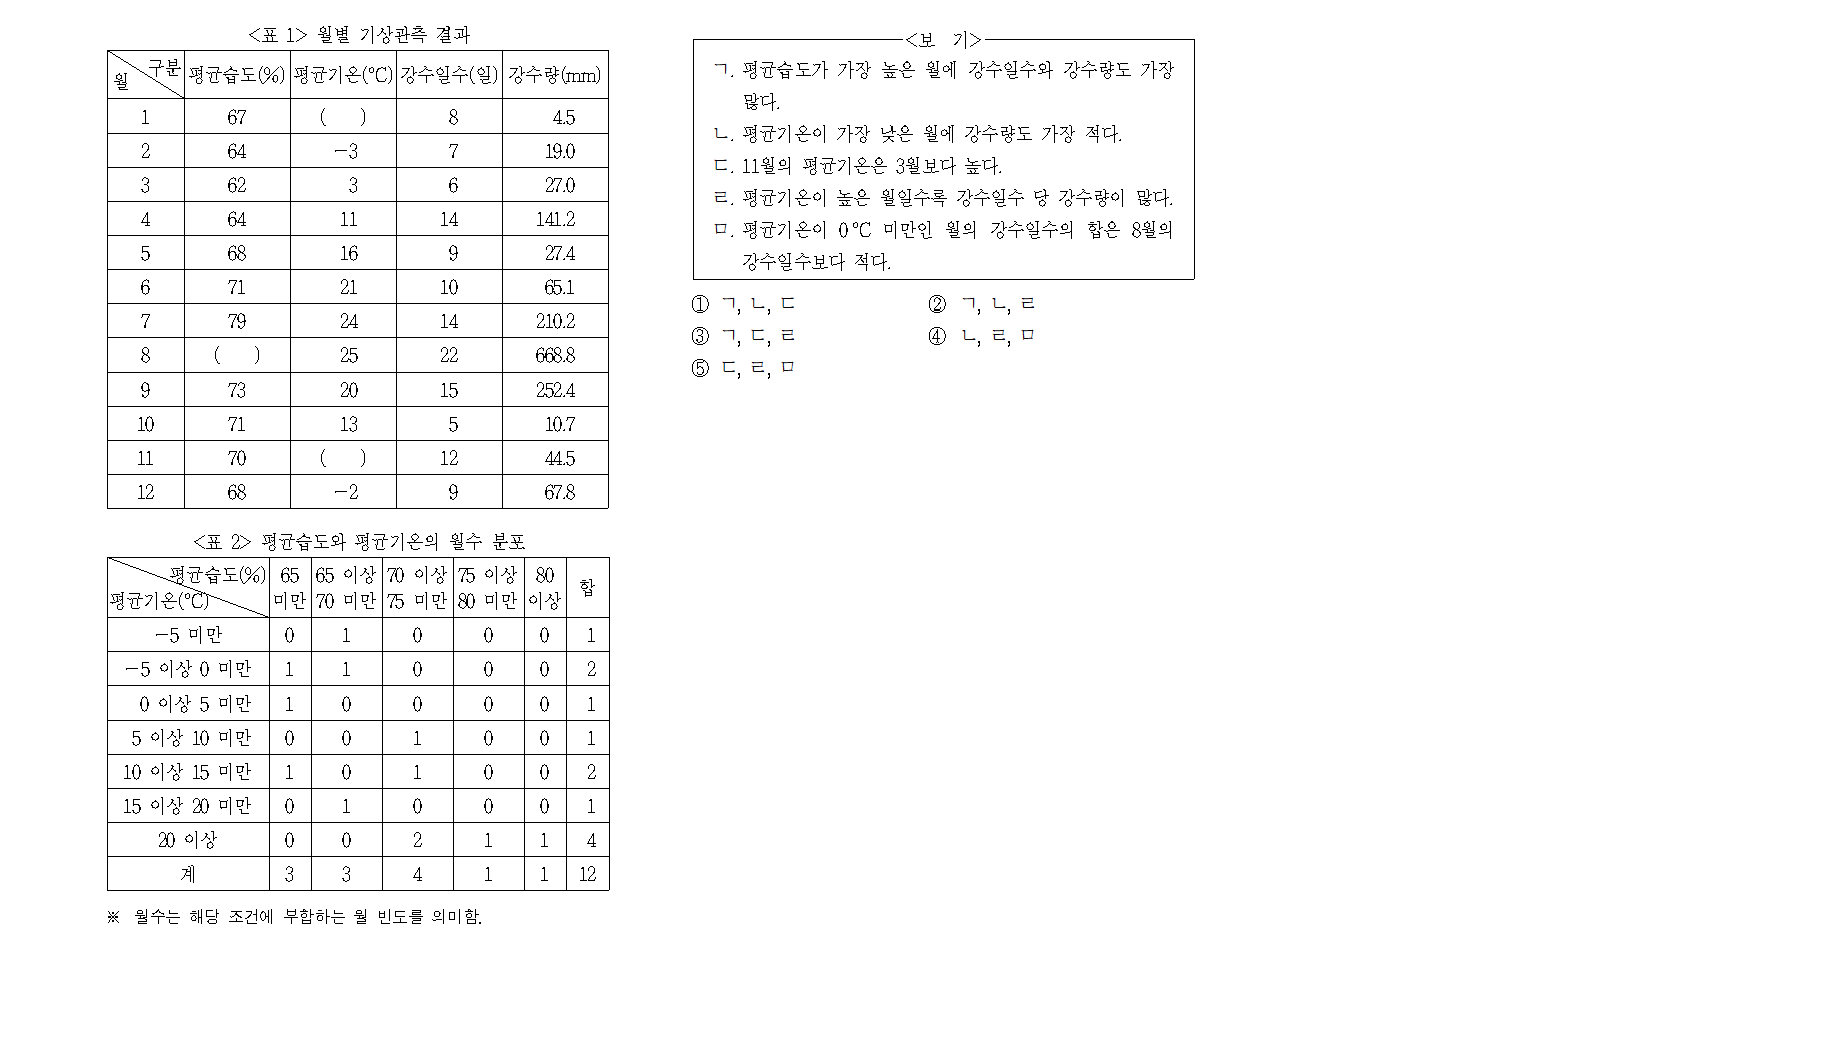 <표 1> 월별 기상관측 결과
구분
월 평균습도(%) 평균기온(℃) 강수일수(일) 강수량(mm)
1 67 ( ) 8 4.5
2 64 -3 7 19.0
3 62 3 6 27.0
4 64 11 14 141.2
5 68 16 9 27.4
6 71 21 10 65.1
7 79 24 14 210.2
8 ( ) 25 22 668.8
9 73 20 15 252.4
10 71 13 5 10.7
11 70 ( ) 12 44.5
12 68 -2 9 67.8
<표 2> 평균습도와 평균기온의 월수 분포
평균습도(%) 65 65 이상 70 이상 75 이상 80 합
평균기온(℃) 미만 70 미만 75 미만 80 미만 이상
-5 미만 0 1 0 0 0 1
-5 이상 0 미만 1 1 0 0 0 2
0 이상 5 미만 1 0 0 0 0 1
5 이상 10 미만 0 0 1 0 0 1
10 이상 15 미만 1 0 1 0 0 2
15 이상 20 미만 0 1 0 0 0 1
20 이상 0 0 2 1 1 4
계 3 3 4 1 1 12
※ 월수는 해당 조건에 부합하는 월 빈도를 의미함.
<보 기>
ㄱ. 평균습도가 가장 높은 월에 강수일수와 강수량도 가장
많다.
ㄴ. 평균기온이 가장 낮은 월에 강수량도 가장 적다.
ㄷ. 11월의 평균기온은 3월보다 높다.
ㄹ. 평균기온이 높은 월일수록 강수일수 당 강수량이 많다.
ㅁ. 평균기온이 0℃ 미만인 월의 강수일수의 합은 8월의
강수일수보다 적다.
① ㄱ, ㄴ, ㄷ ② ㄱ, ㄴ, ㄹ
③ ㄱ, ㄷ, ㄹ ④ ㄴ, ㄹ, ㅁ
⑤ ㄷ, ㄹ, ㅁ